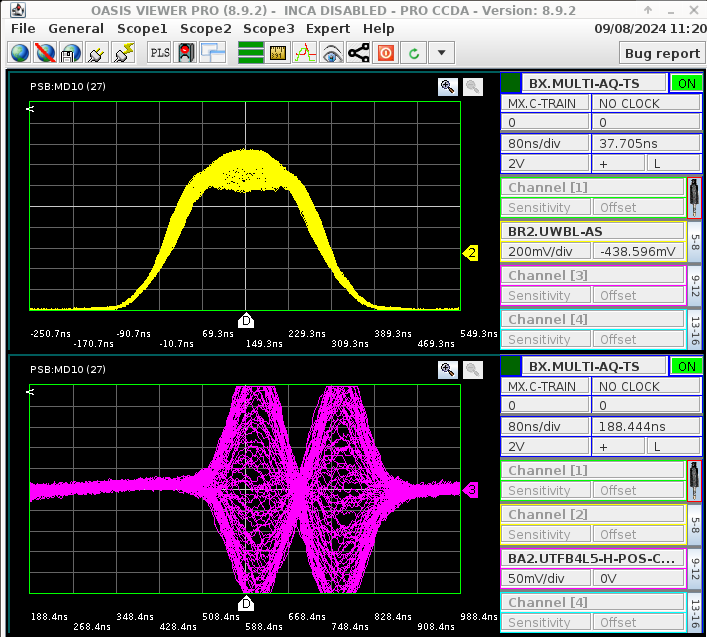 OASIS VIEWER PRO (8.9.2) - INCA DISABLED - PRO CCDA - Version: 8.9.2
File General Scope1 Scope2 Scope3 Expert Help 09/08/2024 11:20
PLS Bug report
PSB:MD10 (27)
2
D
-250.7ns -90.7ns 69.3ns 229.3ns 389.3ns 549.3ns
-170.7ns -10.7ns 149.3ns 309.3ns 469.3ns
BX.MULTI-AQ-TS ON
MX.C-TRAIN NO CLOCK
0 0
80ns/div 37.705ns
2V + L
Channel [1]
Sensitivity Offset
BR2.UWBL-AS
200mV/div -438.596mV
5-8
Channel [3]
Sensitivity Offset
9-12
Channel [4]
Sensitivity Offset
13-16
PSB:MD10 (27)
3
D
188.4ns 348.4ns 508.4ns 668.4ns 828.4ns 988.4ns
268.4ns 428.4ns 588.4ns 748.4ns 908.4ns
BX.MULTI-AQ-TS ON
MX.C-TRAIN NO CLOCK
0 0
80ns/div 188.444ns
2V + L
Channel [1]
Sensitivity Offset
Channel [2]
Sensitivity Offset
5-8
BA2.UTFB4L5-H-POS-C...
50mV/div 0V
9-12
Channel [4]
Sensitivity Offset
13-16